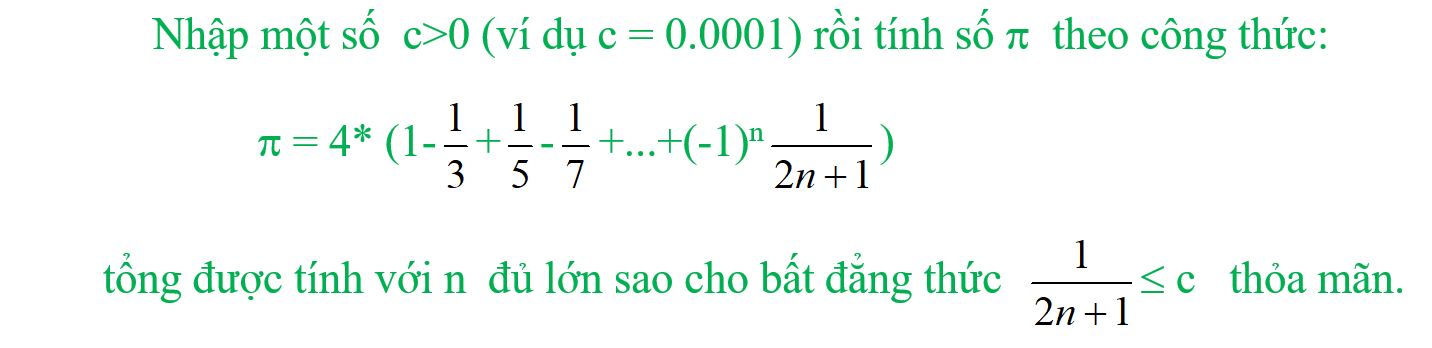 Nhập một số c>0 (ví dụ c = 0.0001) rồi tính số π theo công thức:
π = 4* (1-1/3+1/5-1/7+...+(-1)ⁿ 1/(2n+1))
tổng được tính với n đủ lớn sao cho bất đẳng thức 1/(2n+1) ≤ c thỏa mãn.